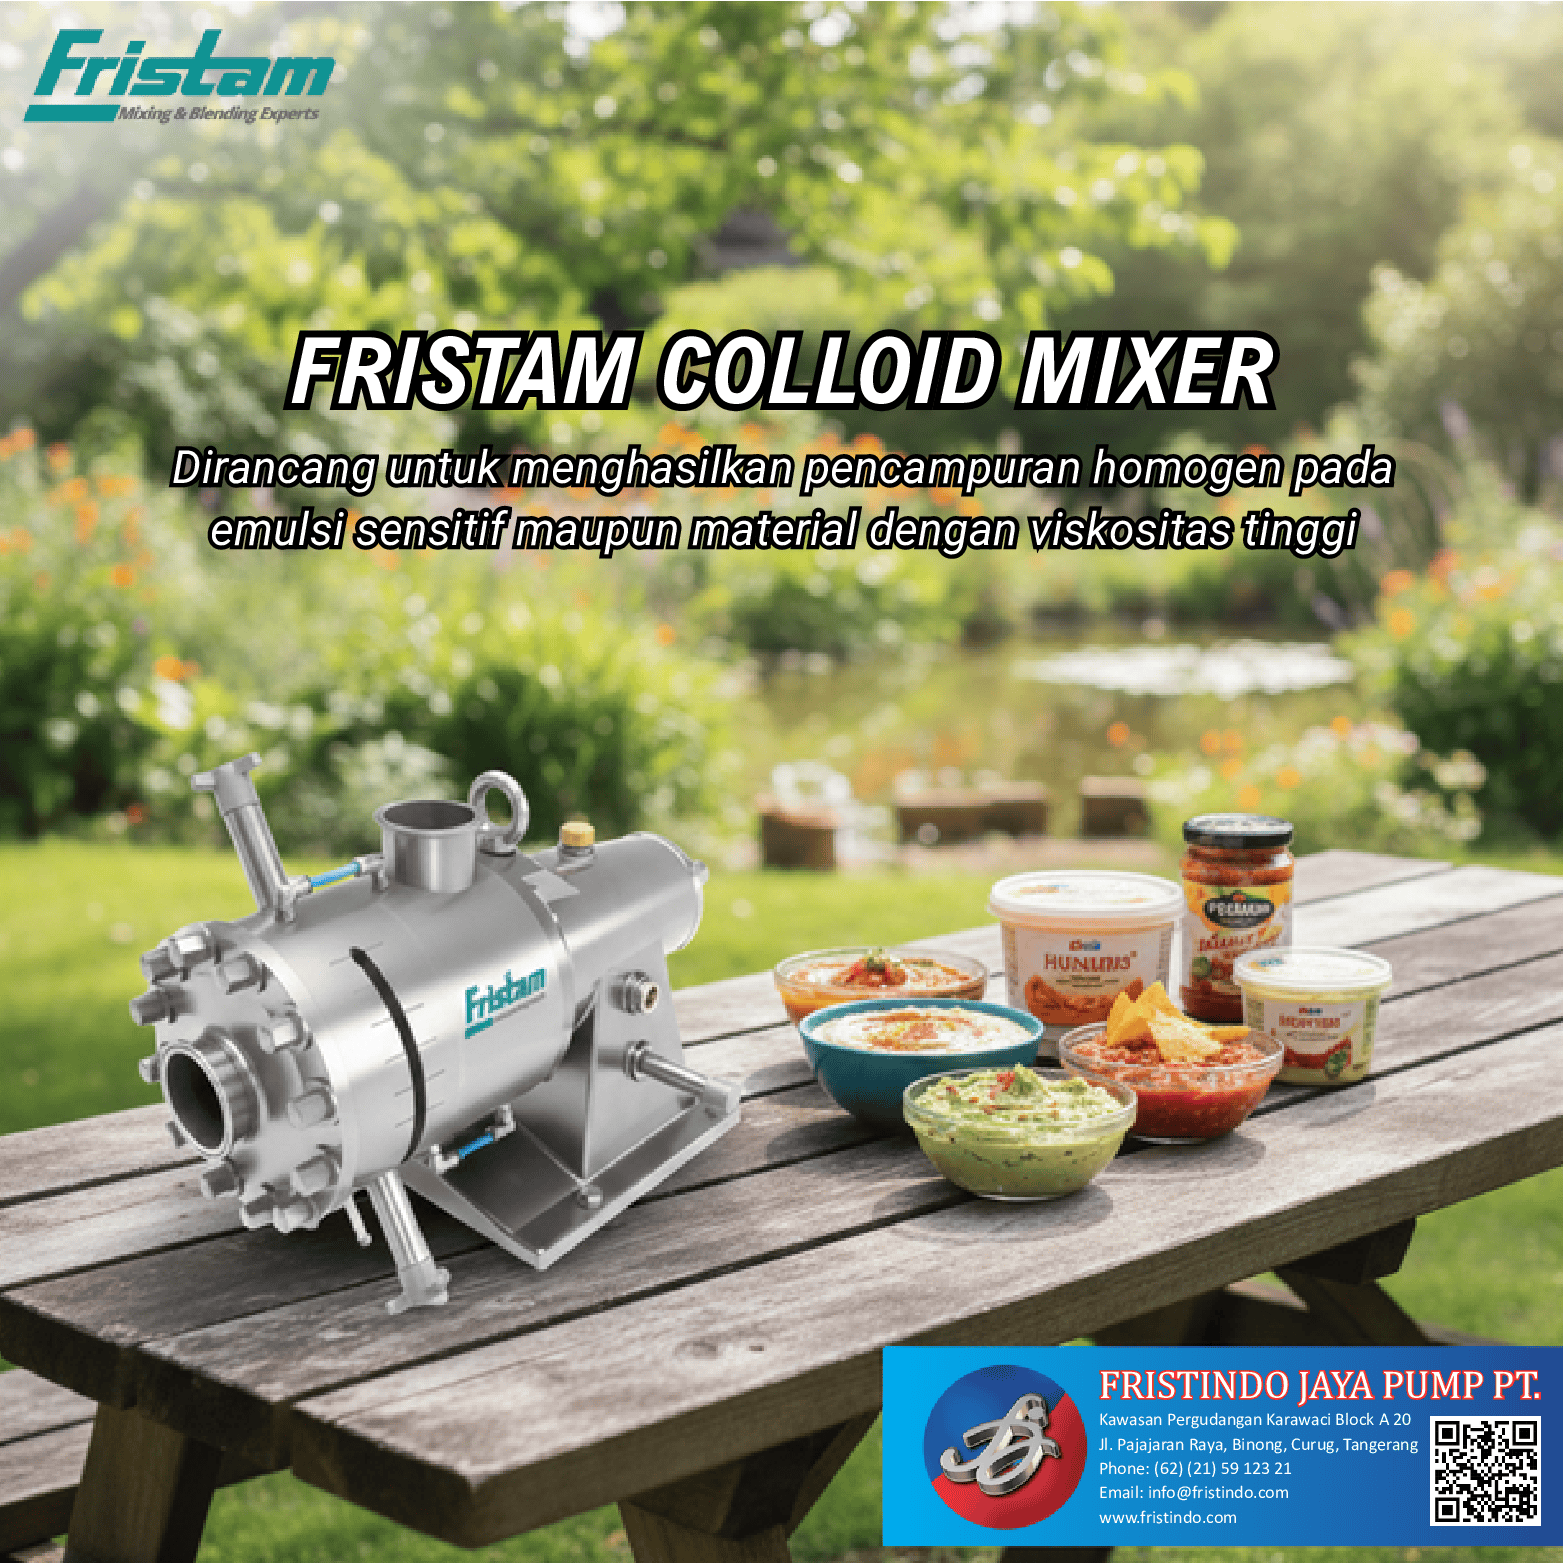 Fristam
Mixing & Blending Experts
FRISTAM COLLOID MIXER
Dirancang untuk menghasilkan pencampuran homogen pada
emulsi sensitif maupun material dengan viskositas tinggi
Fristam
HUMUNS
FRISTINDO JAYA PUMP PT.
Kawasan Pergudangan Karawaci Block A 20
Jl. Pajajaran Raya, Binong, Curug, Tangerang
Phone: (62) (21) 59 123 21
Email: info@fristindo.com
www.fristindo.com